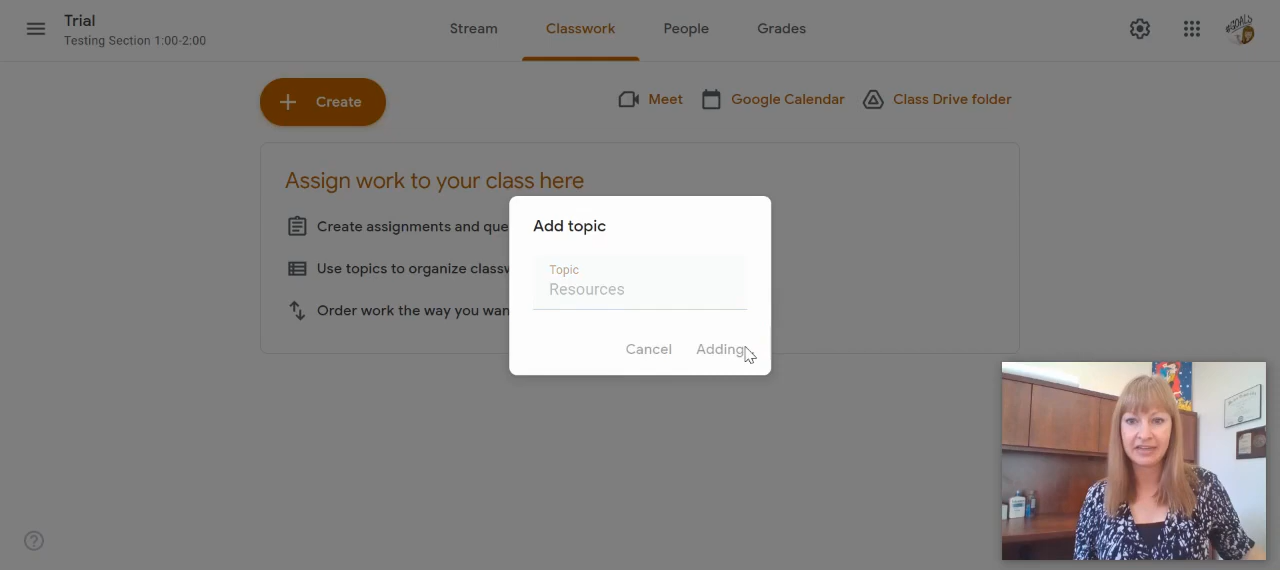 Trial
Testing Section 1:00-2:00
Stream
Classwork
People
Grades
Create
Meet
Google Calendar
Class Drive folder
Assign work to your class here
Create assignments and que
Use topics to organize classw
Order work the way you wan
Add topic
Topic
Resources
Cancel
Adding